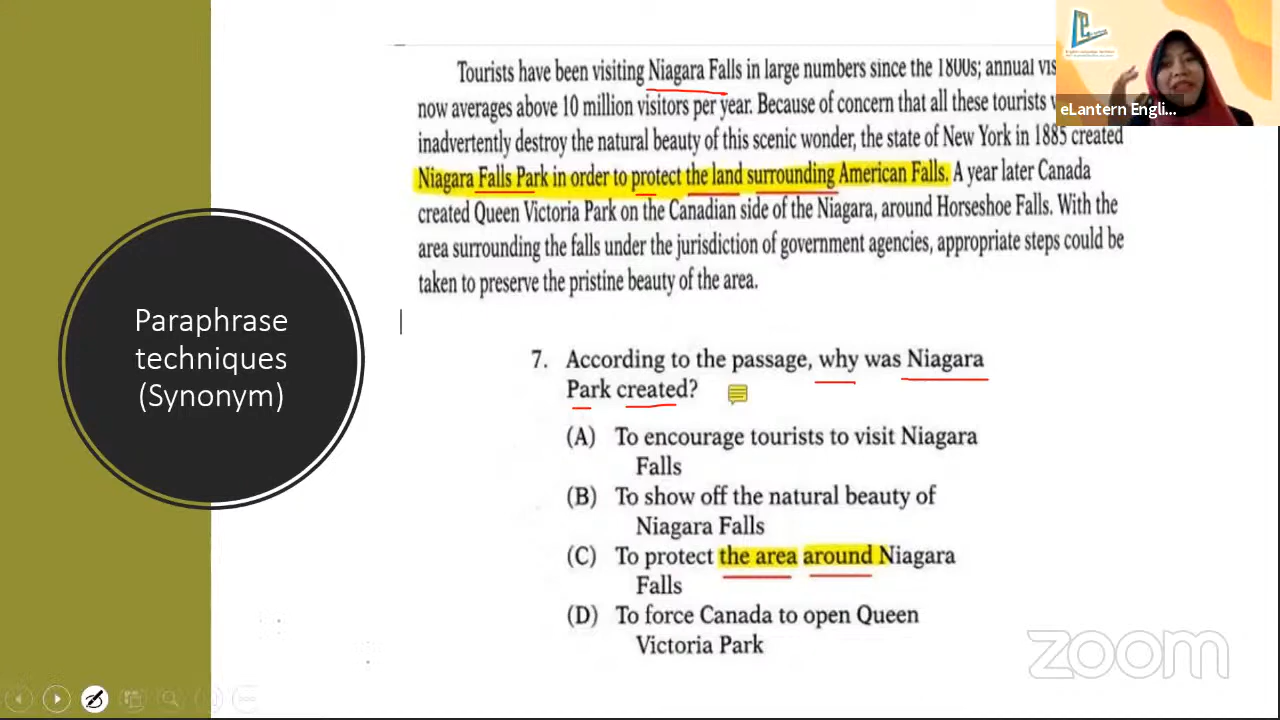 Paraphrase
techniques
(Synonym)
Tourists have been visiting Niagara Falls in large numbers since the 1800s; annual
now averages above 10 million visitors per year. Because of concern that all these tourists
inadvertently destroy the natural beauty of this scenic wonder, the state of New York in 1885 created
Niagara Falls Park in order to protect the land surrounding American Falls. A year later Canada
created Queen Victoria Park on the Canadian side of the Niagara, around Horseshoe Falls. With the
area surrounding the falls under the jurisdiction of government agencies, appropriate steps could be
taken to preserve the pristine beauty of the area.
7. According to the passage, why was Niagara
Park created?
(A) To encourage tourists to visit Niagara
Falls
(B) To show off the natural beauty of
Niagara Falls
(C) To protect the area around Niagara
Falls
(D) To force Canada to open Queen
Victoria Park
eLantern Engli...
zoom